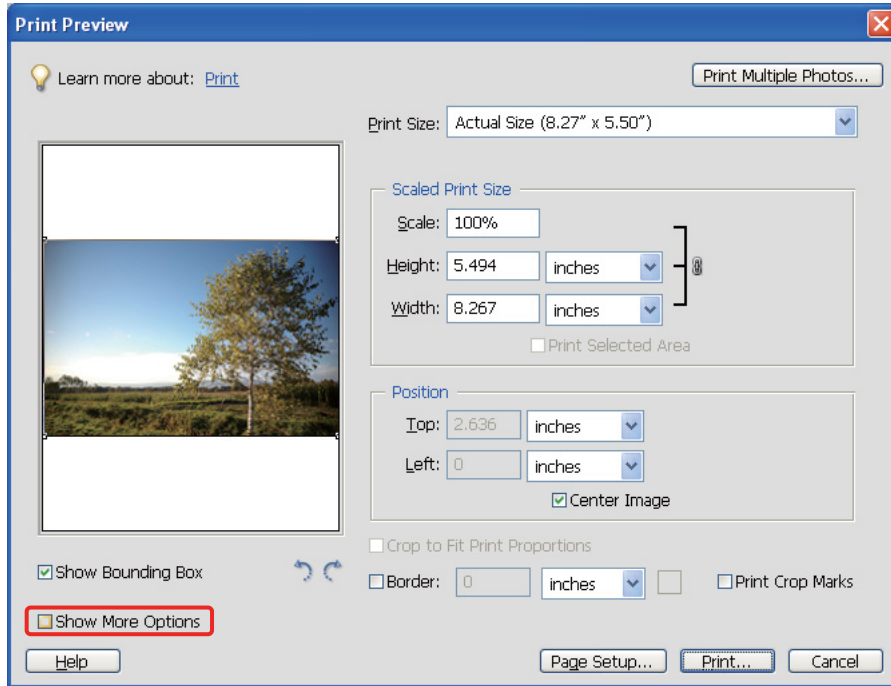 Print Preview
Learn more about: Print
Print Multiple Photos...
Print Size: Actual Size (8.27" x 5.50")
Scaled Print Size
Scale: 100%
Height: 5.494 inches
Width: 8.267 inches
Print Selected Area
Position
Top: 2.636 inches
Left: 0 inches
Center Image
Crop to Fit Print Proportions
Show Bounding Box
Border: 0 inches Print Crop Marks
Show More Options
Help Page Setup... Print... Cancel